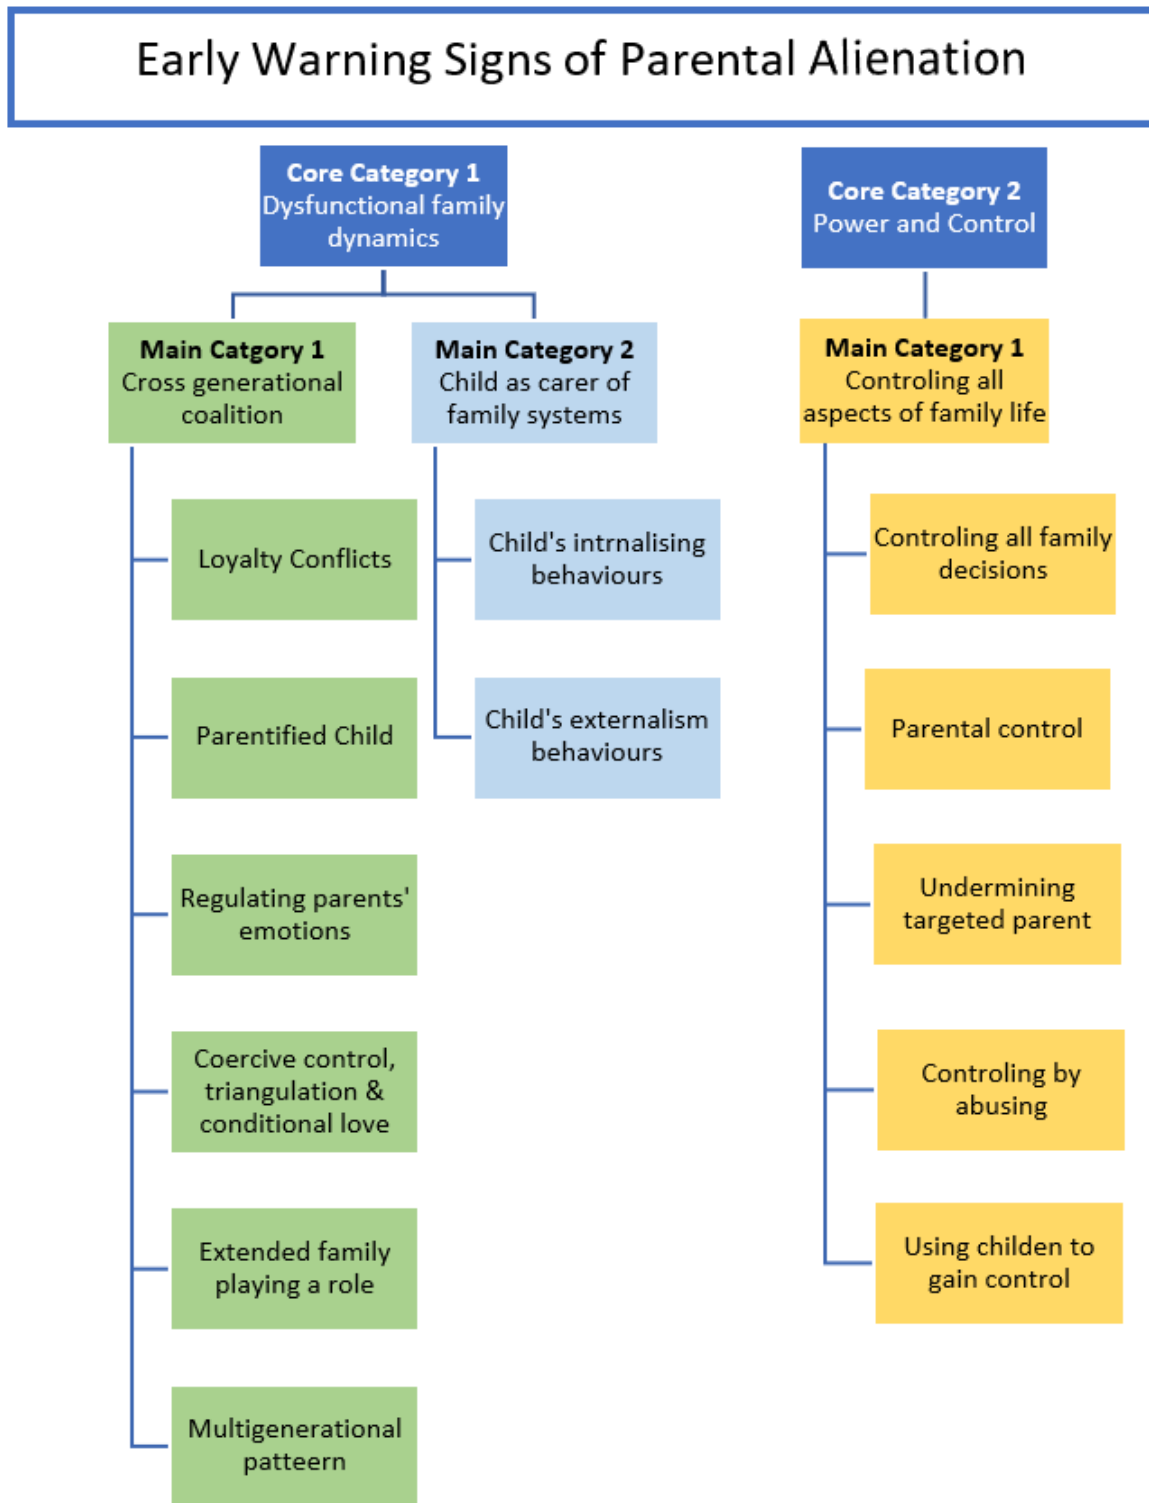 Early Warning Signs of Parental Alienation
Core Category 1
Dysfunctional family
dynamics
Core Category 2
Power and Control
Main Catgory 1
Cross generational
coalition
Main Category 2
Child as carer of
family systems
Main Category 1
Controling all
aspects of family life
Loyalty Conflicts
Parentified Child
Regulating parents'
emotions
Coercive control,
triangulation &
conditional love
Extended family
playing a role
Multigenerational
patteern
Child's intrnalising
behaviours
Child's externalism
behaviours
Controling all family
decisions
Parental control
Undermining
targeted parent
Controling by
abusing
Using childen to
gain control